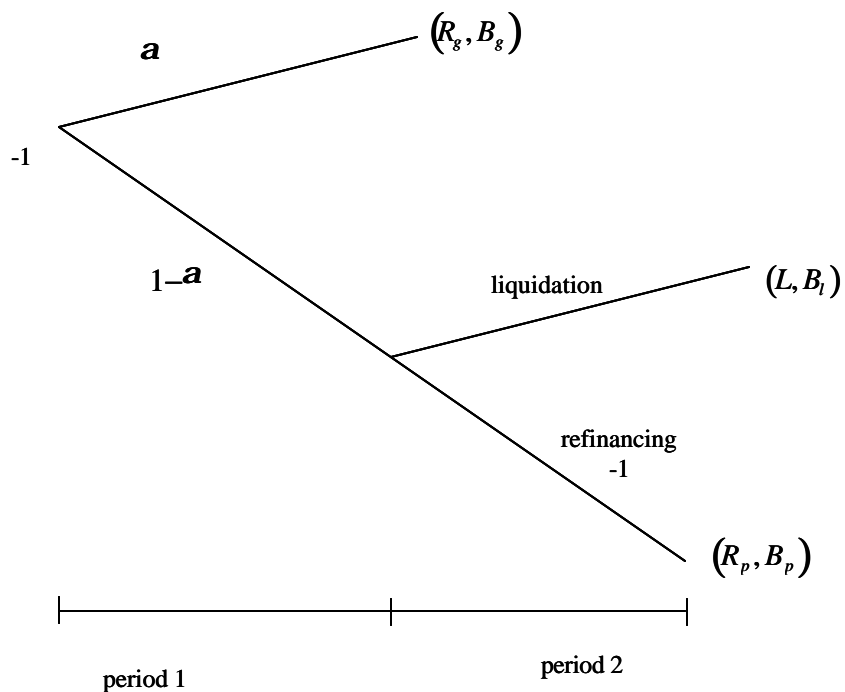 a
(R_g, B_g)
-1
1-a
liquidation
(L, B_l)
refinancing
-1
(R_p, B_p)
period 1
period 2